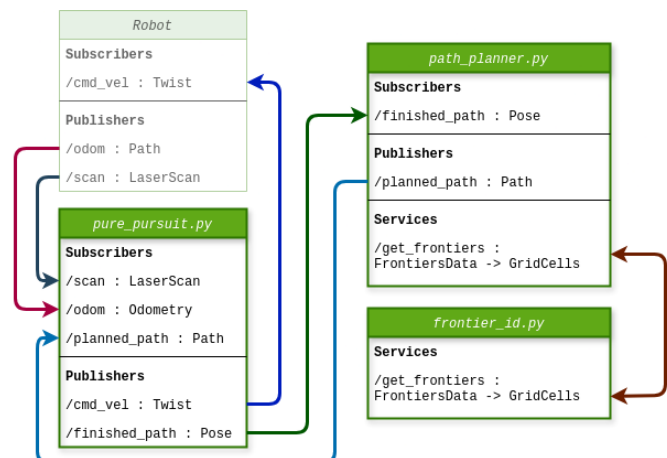 Robot
Subscribers
/cmd_vel : Twist
Publishers
/odom : Path
/scan : LaserScan
pure_pursuit.py
Subscribers
/scan : LaserScan
/odom : Odometry
/planned_path : Path
Publishers
/cmd_vel : Twist
/finished_path : Pose
path_planner.py
Subscribers
/finished_path : Pose
Publishers
/planned_path : Path
Services
/get_frontiers :
FrontiersData -> GridCells
frontier_id.py
Services
/get_frontiers :
FrontiersData -> GridCells